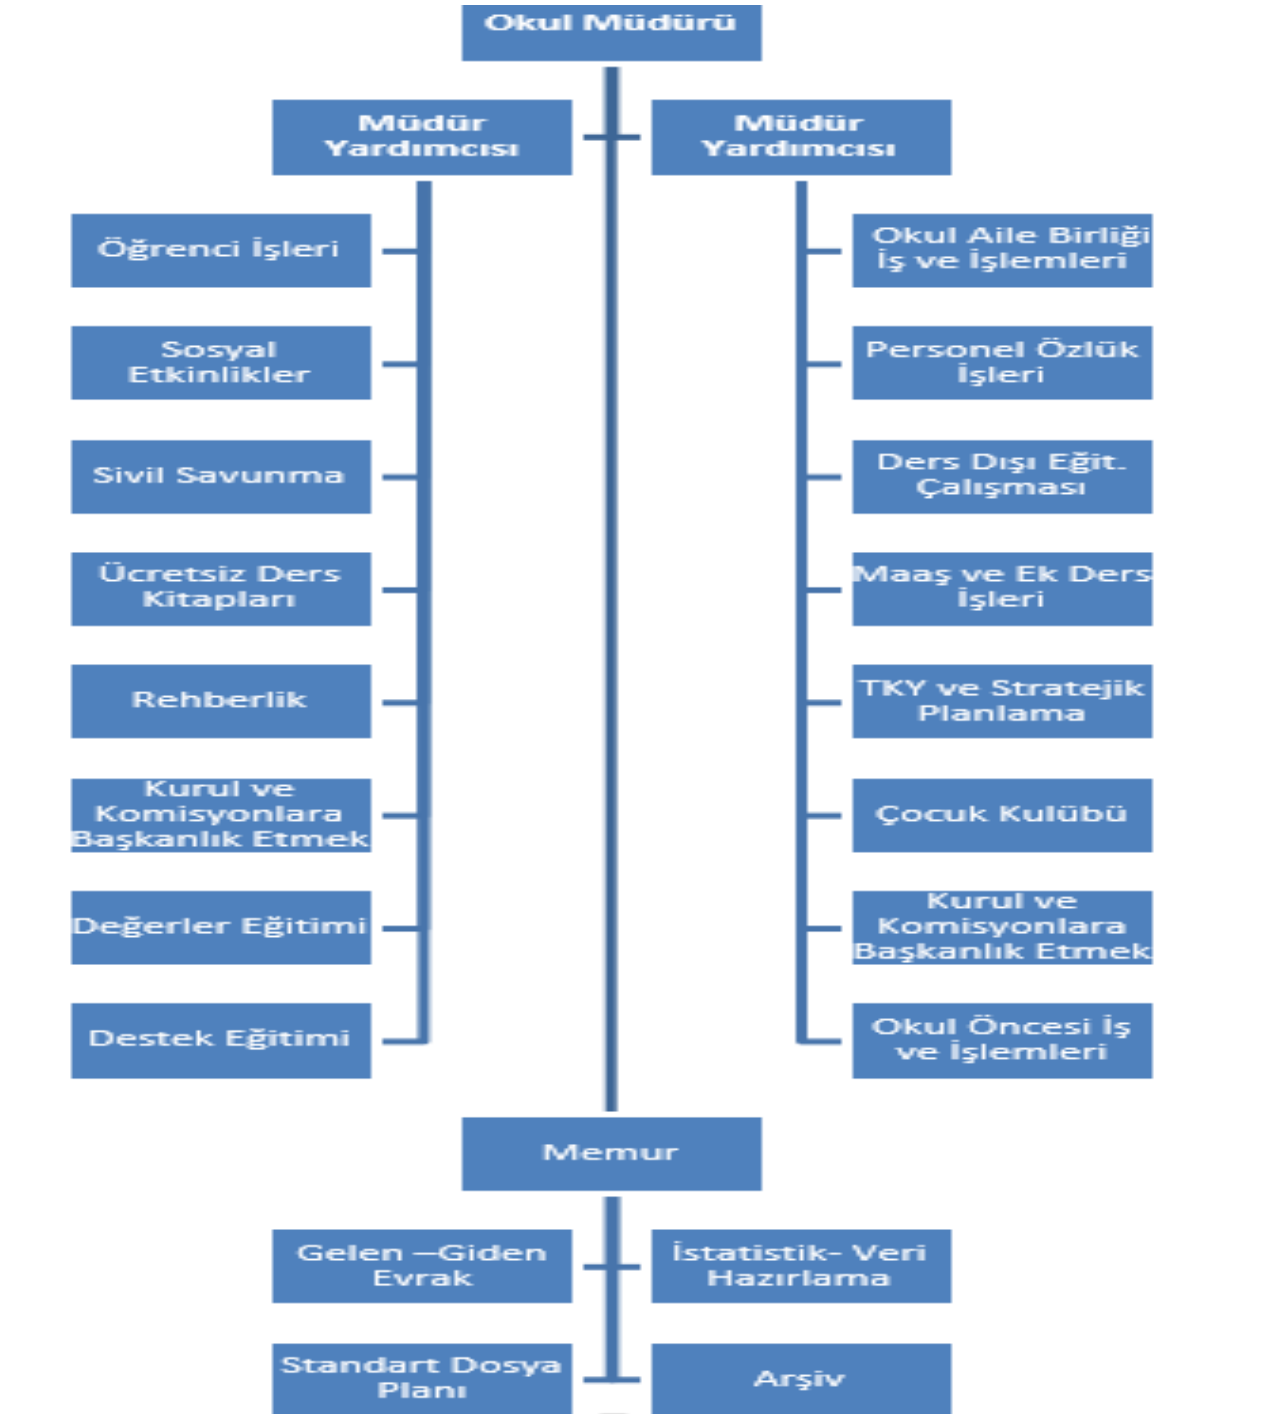 Okul Müdürü
Müdür
Yardımcısı
Müdür
Yardımcısı
Öğrenci İşleri
Okul Aile Birliği
İş ve İşlemleri
Sosyal
Etkinlikler
Personel Özlük
İşleri
Sivil Savunma
Ders Dışı Eğit.
Çalışması
Ücretsiz Ders
Kitapları
Maaş ve Ek Ders
İşleri
Rehberlik
TKY ve Stratejik
Planlama
Kurul ve
Komisyonlara
Başkanlık Etmek
Çocuk Kulübü
Değerler Eğitimi
Kurul ve
Komisyonlara
Başkanlık Etmek
Destek Eğitimi
Okul Öncesi İş
ve İşlemleri
Memur
Gelen –Giden
Evrak
İstatistik- Veri
Hazırlama
Standart Dosya
Planı
Arşiv